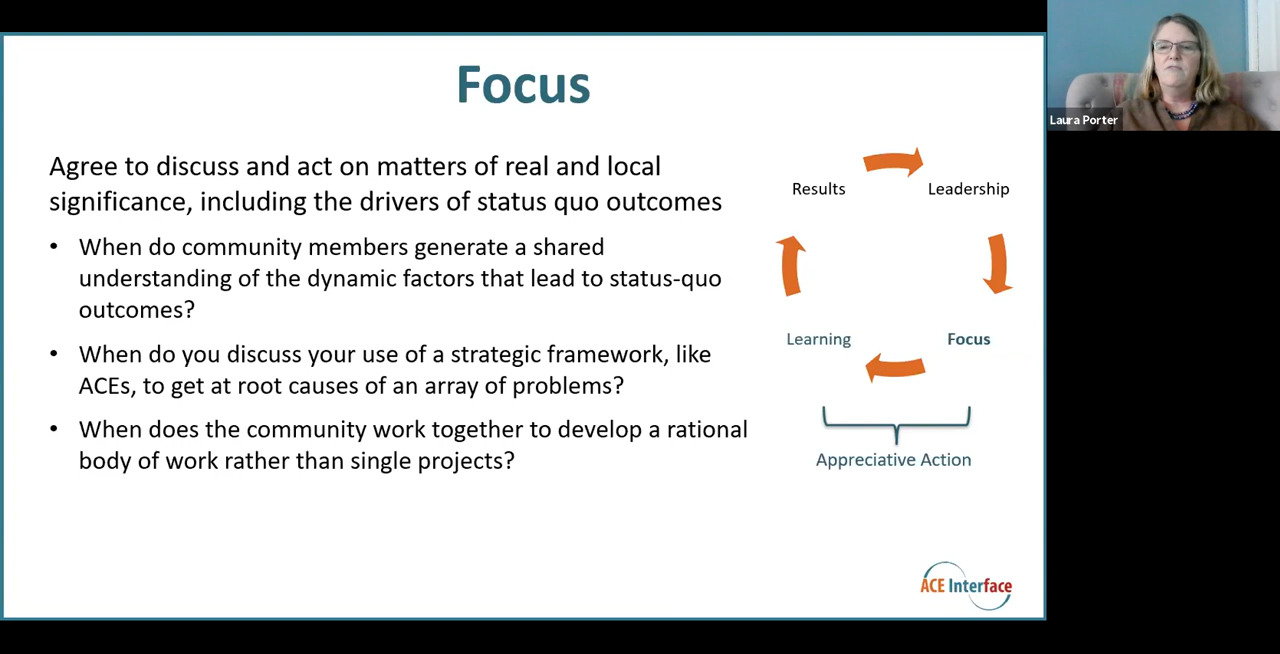 Focus
Agree to discuss and act on matters of real and local
significance, including the drivers of status quo outcomes
• When do community members generate a shared
understanding of the dynamic factors that lead to status-quo
outcomes?
• When do you discuss your use of a strategic framework, like
ACEs, to get at root causes of an array of problems?
• When does the community work together to develop a rational
body of work rather than single projects?
Results
Leadership
Learning
Focus
Appreciative Action
ACE Interface
Laura Porter